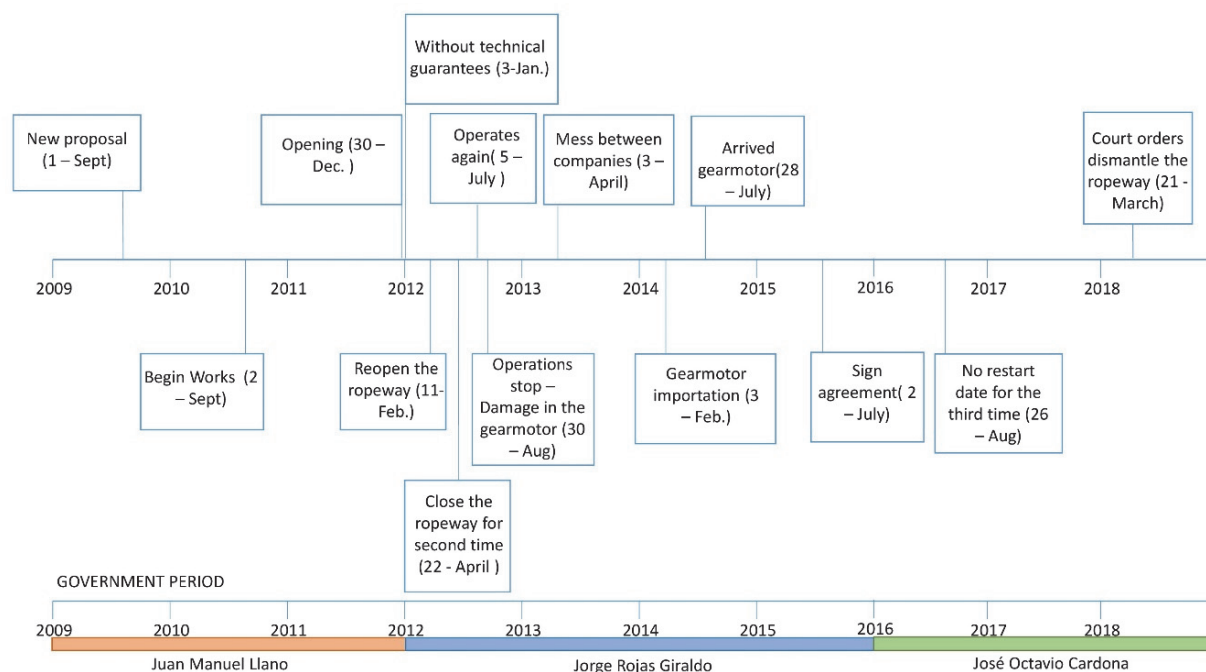 Without technical
guarantees (3-Jan.)
New proposal
(1 – Sept)
Opening (30 –
Dec. )
Operates
again( 5 –
July )
Mess between
companies (3 –
April)
Arrived
gearmotor(28
– July)
Court orders
dismantle the
ropeway (21 -
March)
2009 2010 2011 2012 2013 2014 2015 2016 2017 2018
Begin Works (2
– Sept)
Reopen the
ropeway (11-
Feb.)
Operations
stop –
Damage in the
gearmotor (30
– Aug)
Gearmotor
importation (3
– Feb.)
Sign
agreement( 2
– July)
No restart
date for the
third time (26
– Aug)
Close the
ropeway for
second time
(22 - April )
GOVERNMENT PERIOD
2009 2010 2011 2012 2013 2014 2015 2016 2017 2018
Juan Manuel Llano Jorge Rojas Giraldo José Octavio Cardona